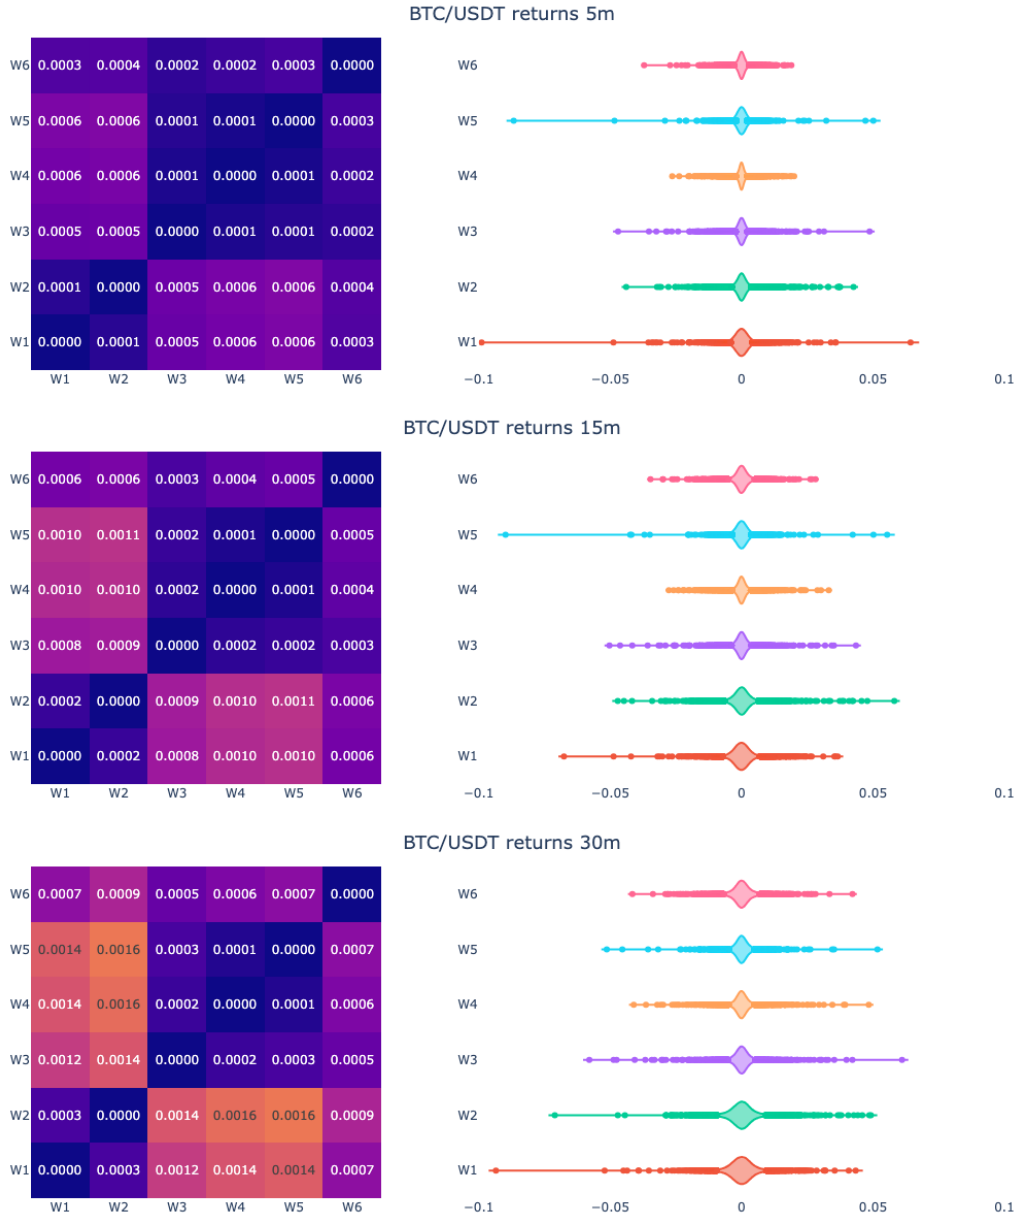 BTC/USDT returns 5m
W6 0.0003 0.0004 0.0002 0.0002 0.0003 0.0000 W6
W5 0.0006 0.0006 0.0001 0.0001 0.0000 0.0003 W5
W4 0.0006 0.0006 0.0001 0.0000 0.0001 0.0002 W4
W3 0.0005 0.0005 0.0000 0.0001 0.0001 0.0002 W3
W2 0.0001 0.0000 0.0005 0.0006 0.0006 0.0004 W2
W1 0.0000 0.0001 0.0005 0.0006 0.0006 0.0003 W1
W1 W2 W3 W4 W5 W6 −0.1 −0.05 0 0.05 0.1
BTC/USDT returns 15m
W6 0.0006 0.0006 0.0003 0.0004 0.0005 0.0000 W6
W5 0.0010 0.0011 0.0002 0.0001 0.0000 0.0005 W5
W4 0.0010 0.0010 0.0002 0.0000 0.0001 0.0004 W4
W3 0.0008 0.0009 0.0000 0.0002 0.0002 0.0003 W3
W2 0.0002 0.0000 0.0009 0.0010 0.0011 0.0006 W2
W1 0.0000 0.0002 0.0008 0.0010 0.0010 0.0006 W1
W1 W2 W3 W4 W5 W6 −0.1 −0.05 0 0.05 0.1
BTC/USDT returns 30m
W6 0.0007 0.0009 0.0005 0.0006 0.0007 0.0000 W6
W5 0.0014 0.0016 0.0003 0.0001 0.0000 0.0007 W5
W4 0.0014 0.0016 0.0002 0.0000 0.0001 0.0006 W4
W3 0.0012 0.0014 0.0000 0.0002 0.0003 0.0005 W3
W2 0.0003 0.0000 0.0014 0.0016 0.0016 0.0009 W2
W1 0.0000 0.0003 0.0012 0.0014 0.0014 0.0007 W1
W1 W2 W3 W4 W5 W6 −0.1 −0.05 0 0.05 0.1